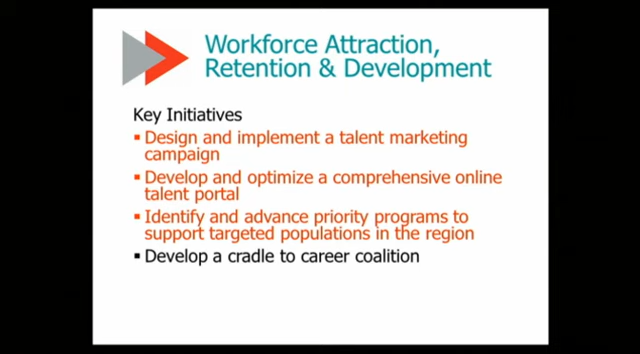 Workforce Attraction,
Retention & Development
Key Initiatives
▪ Design and implement a talent marketing
campaign
▪ Develop and optimize a comprehensive online
talent portal
▪ Identify and advance priority programs to
support targeted populations in the region
▪ Develop a cradle to career coalition